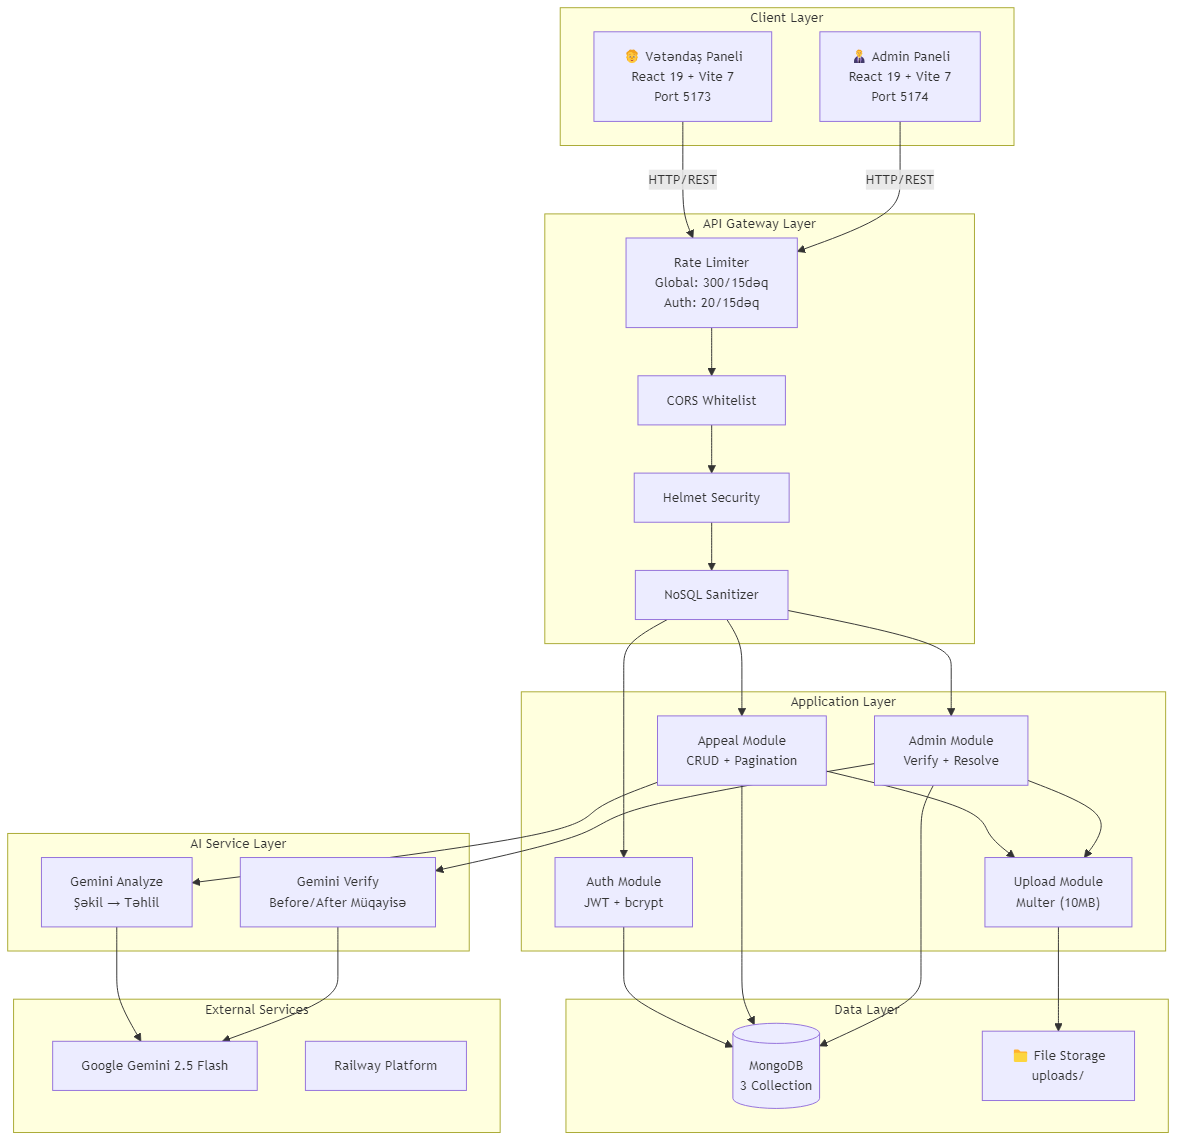 Client Layer
👨‍🦰 Vətəndaş Paneli
React 19 + Vite 7
Port 5173
👨‍💼 Admin Paneli
React 19 + Vite 7
Port 5174
HTTP/REST
HTTP/REST
API Gateway Layer
Rate Limiter
Global: 300/15dəq
Auth: 20/15dəq
CORS Whitelist
Helmet Security
NoSQL Sanitizer
Application Layer
Appeal Module
CRUD + Pagination
Admin Module
Verify + Resolve
AI Service Layer
Gemini Analyze
Şəkil → Təhlil
Gemini Verify
Before/After Müqayisə
Auth Module
JWT + bcrypt
Upload Module
Multer (10MB)
External Services
Google Gemini 2.5 Flash
Railway Platform
Data Layer
MongoDB
3 Collection
📁 File Storage
uploads/